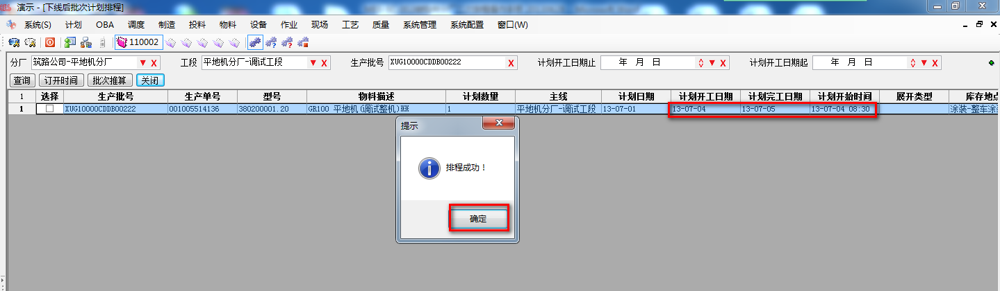 演示 - [下线后批次计划排程]
系统(S) 计划 OBA 调度 制造 投料 物料 设备 作业 现场 工艺 质量 系统管理 系统配置 窗口(W)
110002
分厂 筑路公司-平地机分厂 工段 平地机分厂-调试工段 生产批号 XUG10000CDDB00222 计划开工日期止 年 月 日 计划开工日期起 年 月 日
查询 订开时间 批次推算 关闭
1 选择 生产批号 生产单号 型号 物料描述 计划数量 主线 计划日期 计划开工日期 计划完工日期 计划开始时间 展开类型 库存地点
1 XUG10000CDDB00222 001005514136 380200001.20 GR100 平地机(调试整机)※※ 1 平地机分厂-调试工段 13-07-01 13-07-04 13-07-05 13-07-04 08:30 涂装-整车涂装
提示
排程成功！
确定